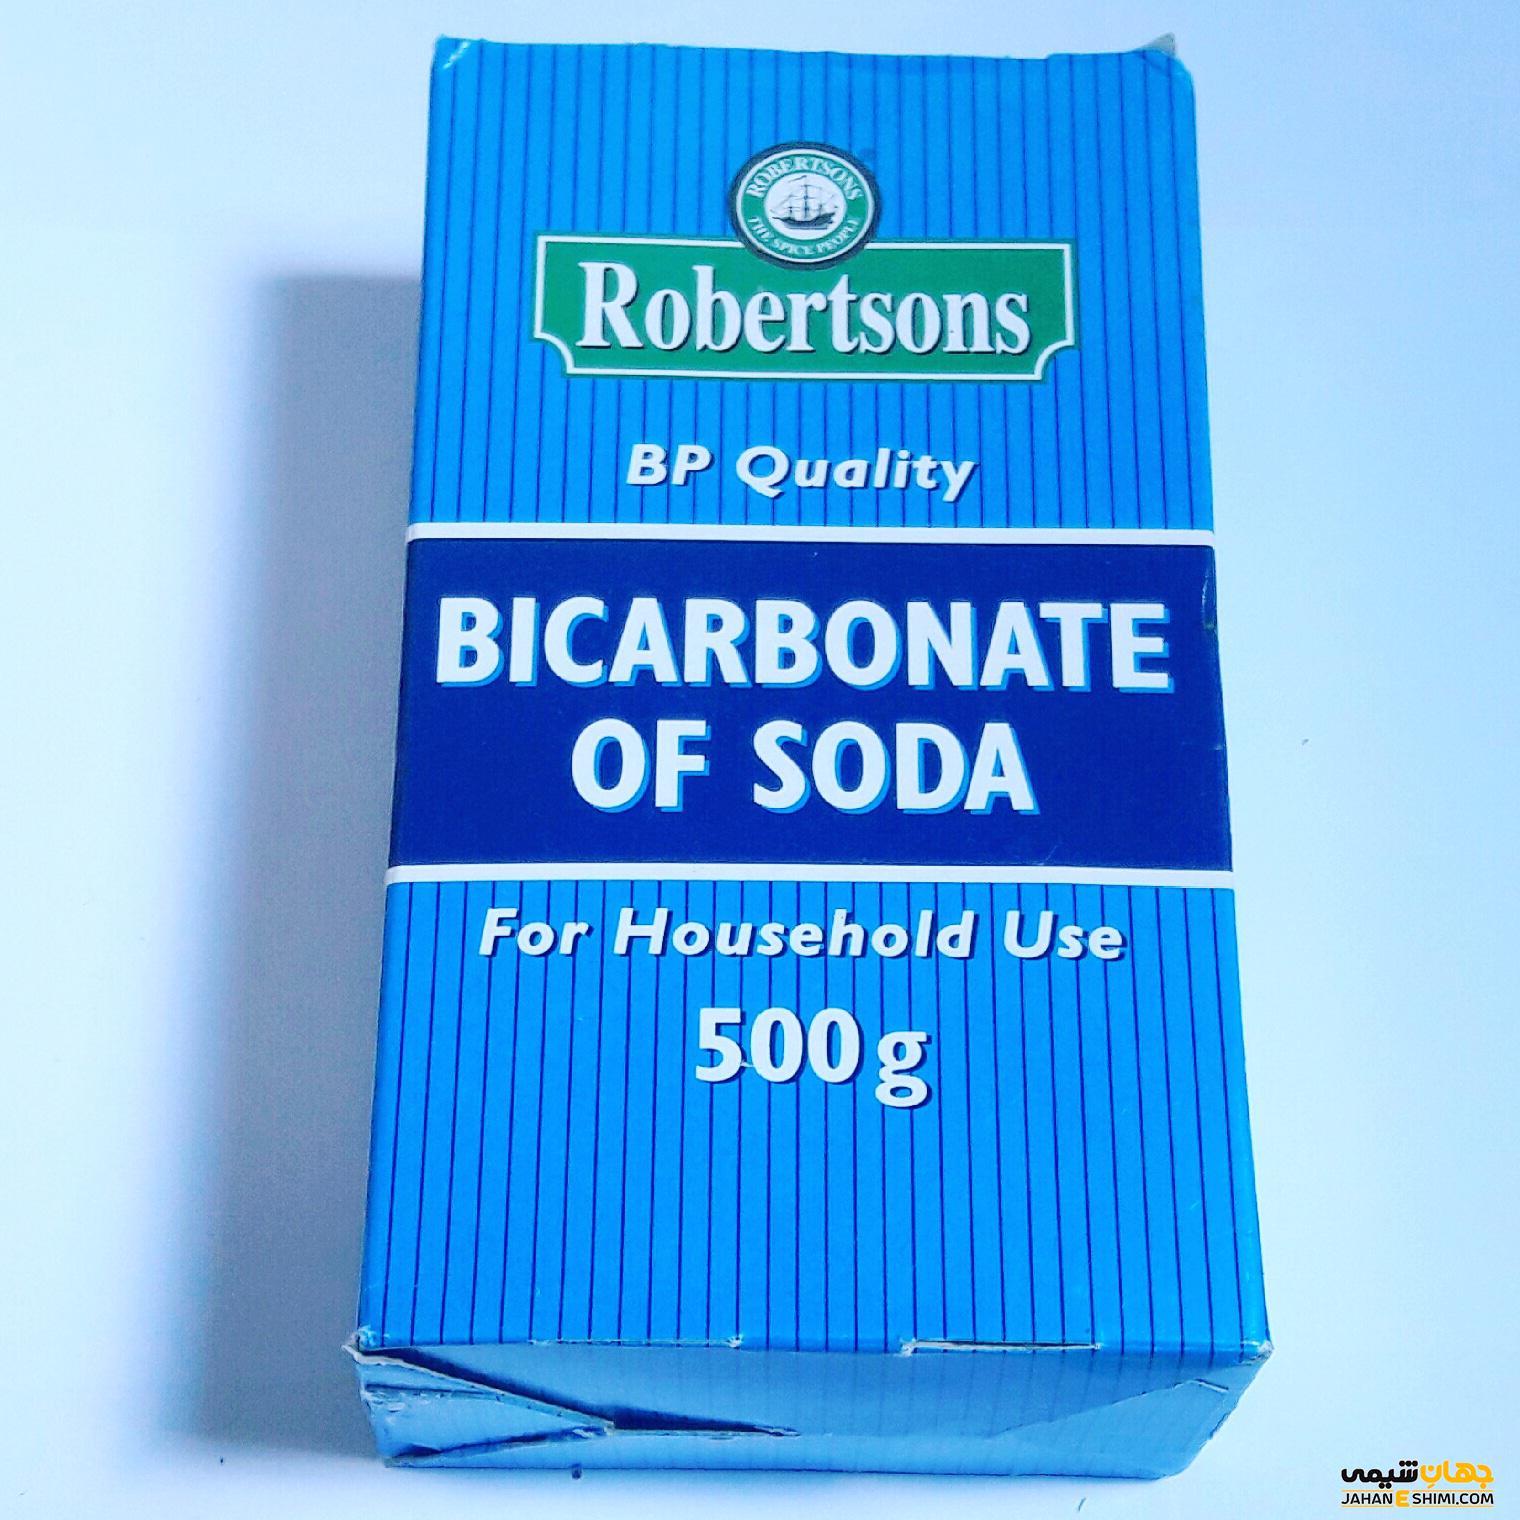 ROBERTSONS
THE SPICE PEOPLE
Robertsons
BP Quality
BICARBONATE
OF SODA
For Household Use
500g
جهان شیمی
JAHANESHIMI.COM